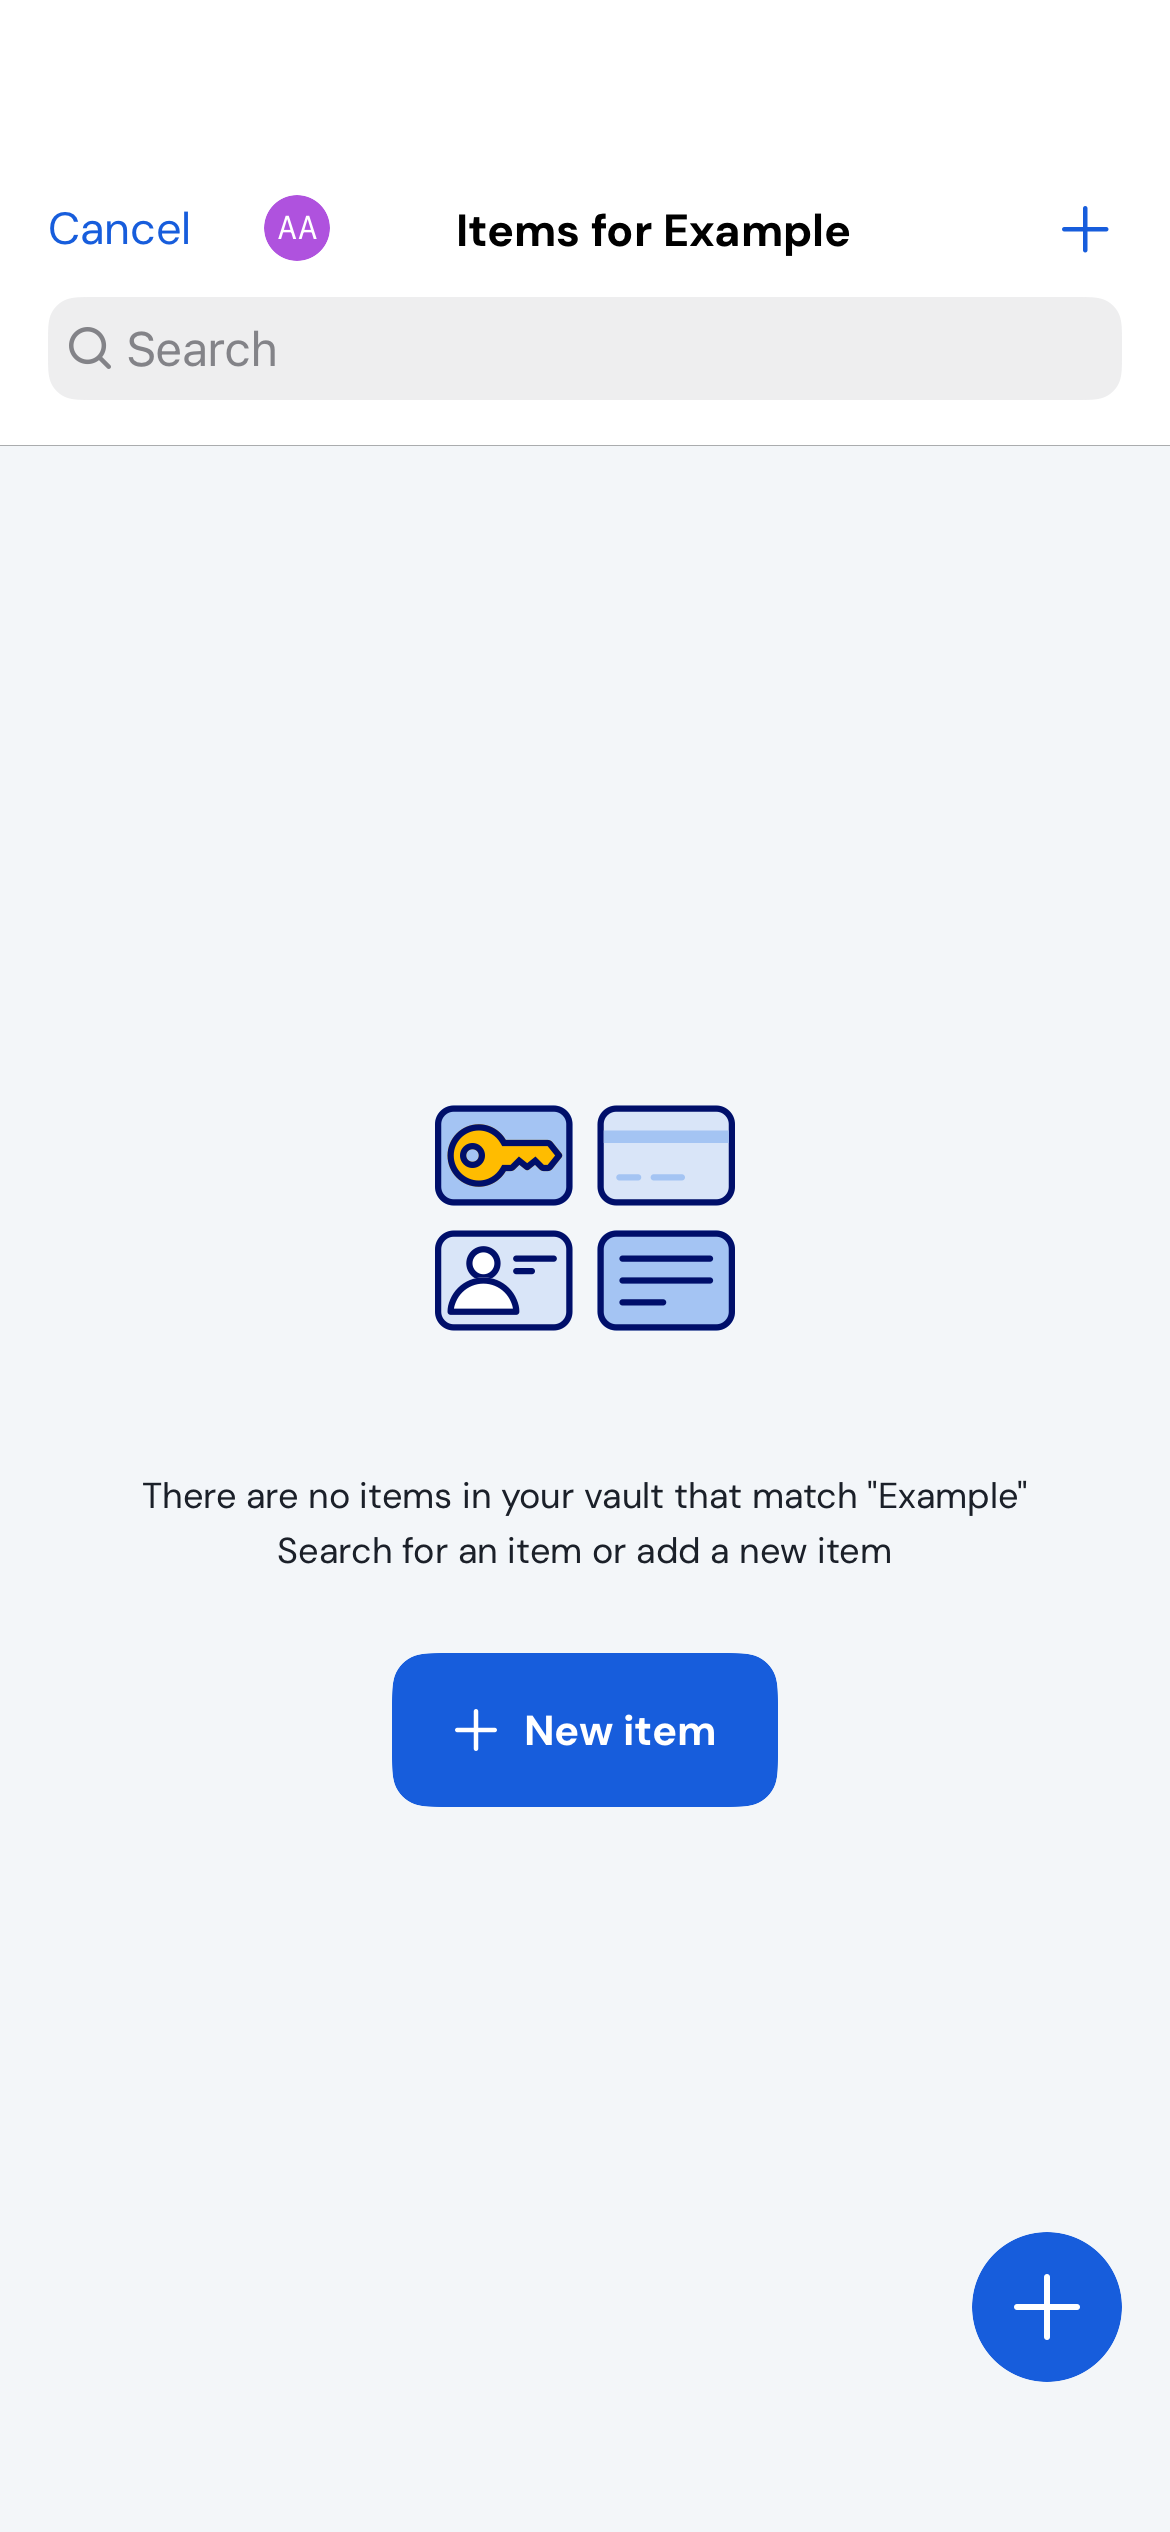 Cancel
AA
Items for Example
Search
There are no items in your vault that match "Example"
Search for an item or add a new item
New item